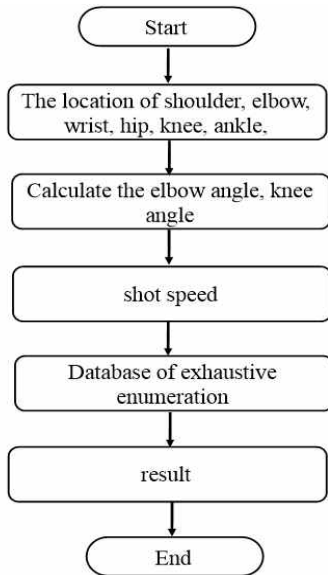 Start
The location of shoulder, elbow,
wrist, hip, knee, ankle,
Calculate the elbow angle, knee
angle
shot speed
Database of exhaustive
enumeration
result
End